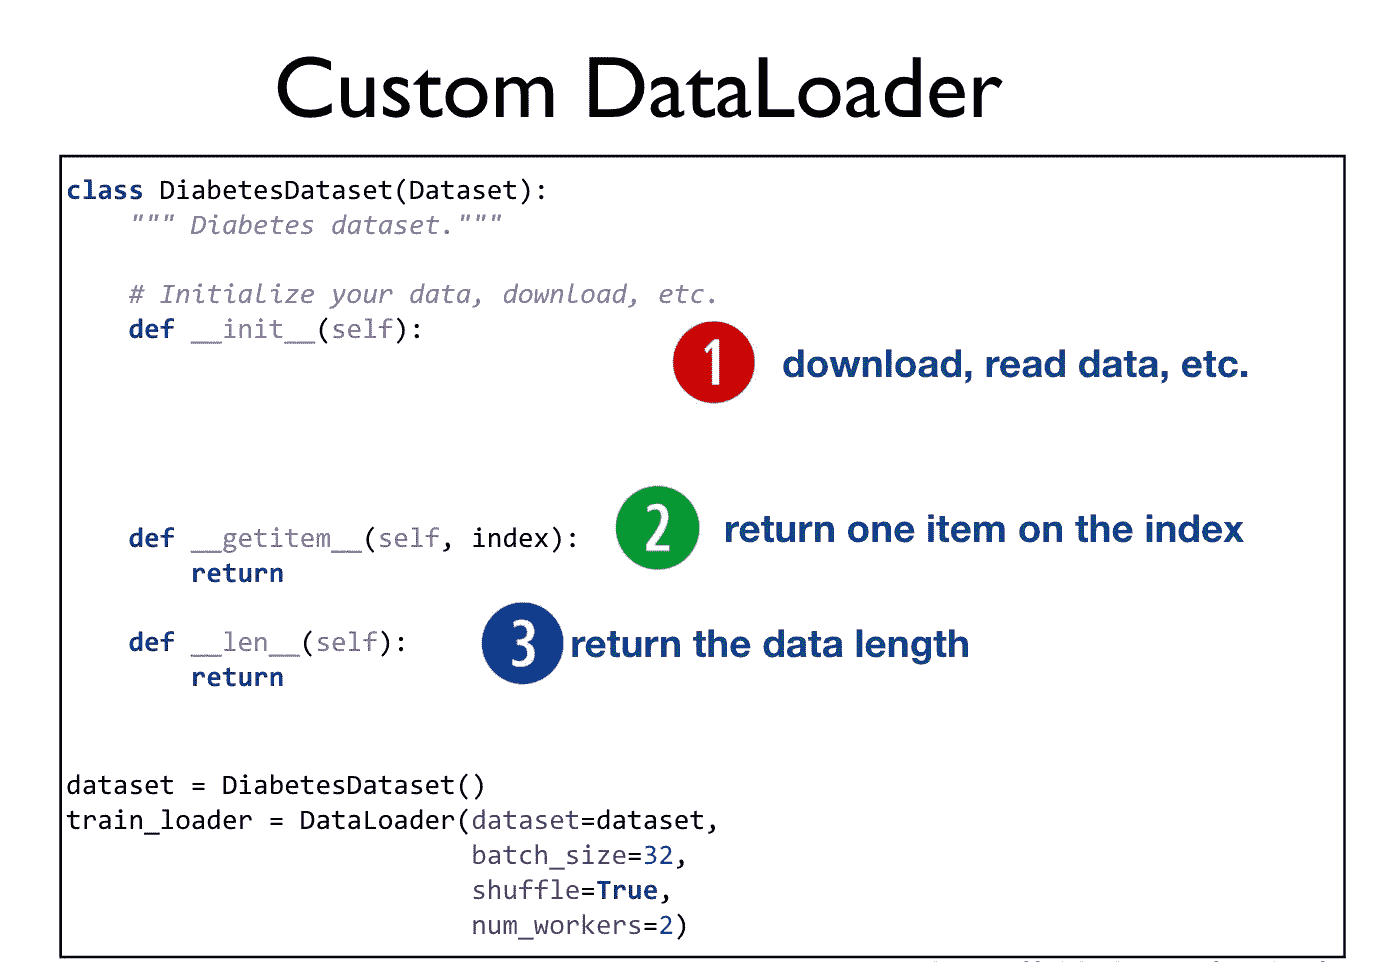 Custom DataLoader
class DiabetesDataset(Dataset):
""" Diabetes dataset."""
# Initialize your data, download, etc.
def __init__(self):
1 download, read data, etc.
def __getitem__(self, index):
2 return one item on the index
return
def __len__(self):
3 return the data length
return
dataset = DiabetesDataset()
train_loader = DataLoader(dataset=dataset,
batch_size=32,
shuffle=True,
num_workers=2)